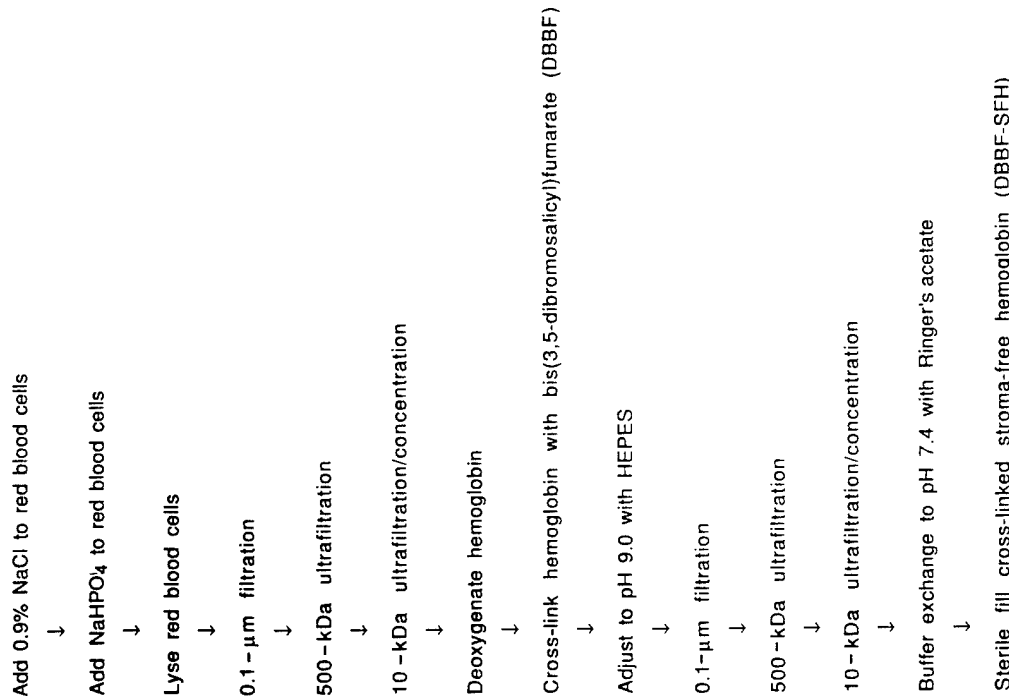 Add 0.9% NaCl to red blood cells
↓
Add NaHPO4 to red blood cells
↓
Lyse red blood cells
↓
0.1-μm filtration
↓
500-kDa ultrafiltration
↓
10-kDa ultrafiltration/concentration
↓
Deoxygenate hemoglobin
↓
Cross-link hemoglobin with bis(3,5-dibromosalicyl)fumarate (DBBF)
↓
Adjust to pH 9.0 with HEPES
↓
0.1-μm filtration
↓
500-kDa ultrafiltration
↓
10-kDa ultrafiltration/concentration
↓
Buffer exchange to pH 7.4 with Ringer's acetate
↓
Sterile fill cross-linked stroma-free hemoglobin (DBBF-SFH)